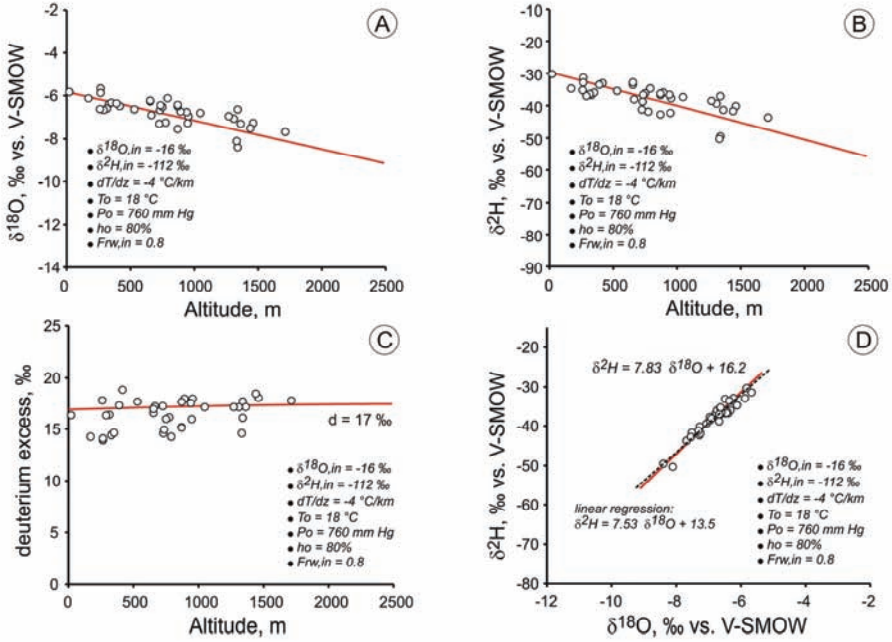 A
δ18O, ‰ vs. V-SMOW
-2
-4
-6
-8
-10
-12
-14
δ18O,in = -16 ‰
δ2H,in = -112 ‰
dT/dz = -4 °C/km
To = 18 °C
Po = 760 mm Hg
ho = 80%
Frw,in = 0.8
0 500 1000 1500 2000 2500
Altitude, m
B
δ2H, ‰ vs. V-SMOW
-10
-20
-30
-40
-50
-60
-70
-80
-90
δ18O,in = -16 ‰
δ2H,in = -112 ‰
dT/dz = -4 °C/km
To = 18 °C
Po = 760 mm Hg
ho = 80%
Frw,in = 0.8
0 500 1000 1500 2000 2500
Altitude, m
C
deuterium excess, ‰
25
20
15
10
5
0
d = 17 ‰
δ18O,in = -16 ‰
δ2H,in = -112 ‰
dT/dz = -4 °C/km
To = 18 °C
Po = 760 mm Hg
ho = 80%
Frw,in = 0.8
0 500 1000 1500 2000 2500
Altitude, m
D
δ2H, ‰ vs. V-SMOW
-20
-30
-40
-50
-60
-70
-80
δ2H = 7.83 δ18O + 16.2
linear regression:
δ2H = 7.53 δ18O + 13.5
δ18O,in = -16 ‰
δ2H,in = -112 ‰
dT/dz = -4 °C/km
To = 18 °C
Po = 760 mm Hg
ho = 80%
Frw,in = 0.8
-12 -10 -8 -6 -4 -2
δ18O, ‰ vs. V-SMOW